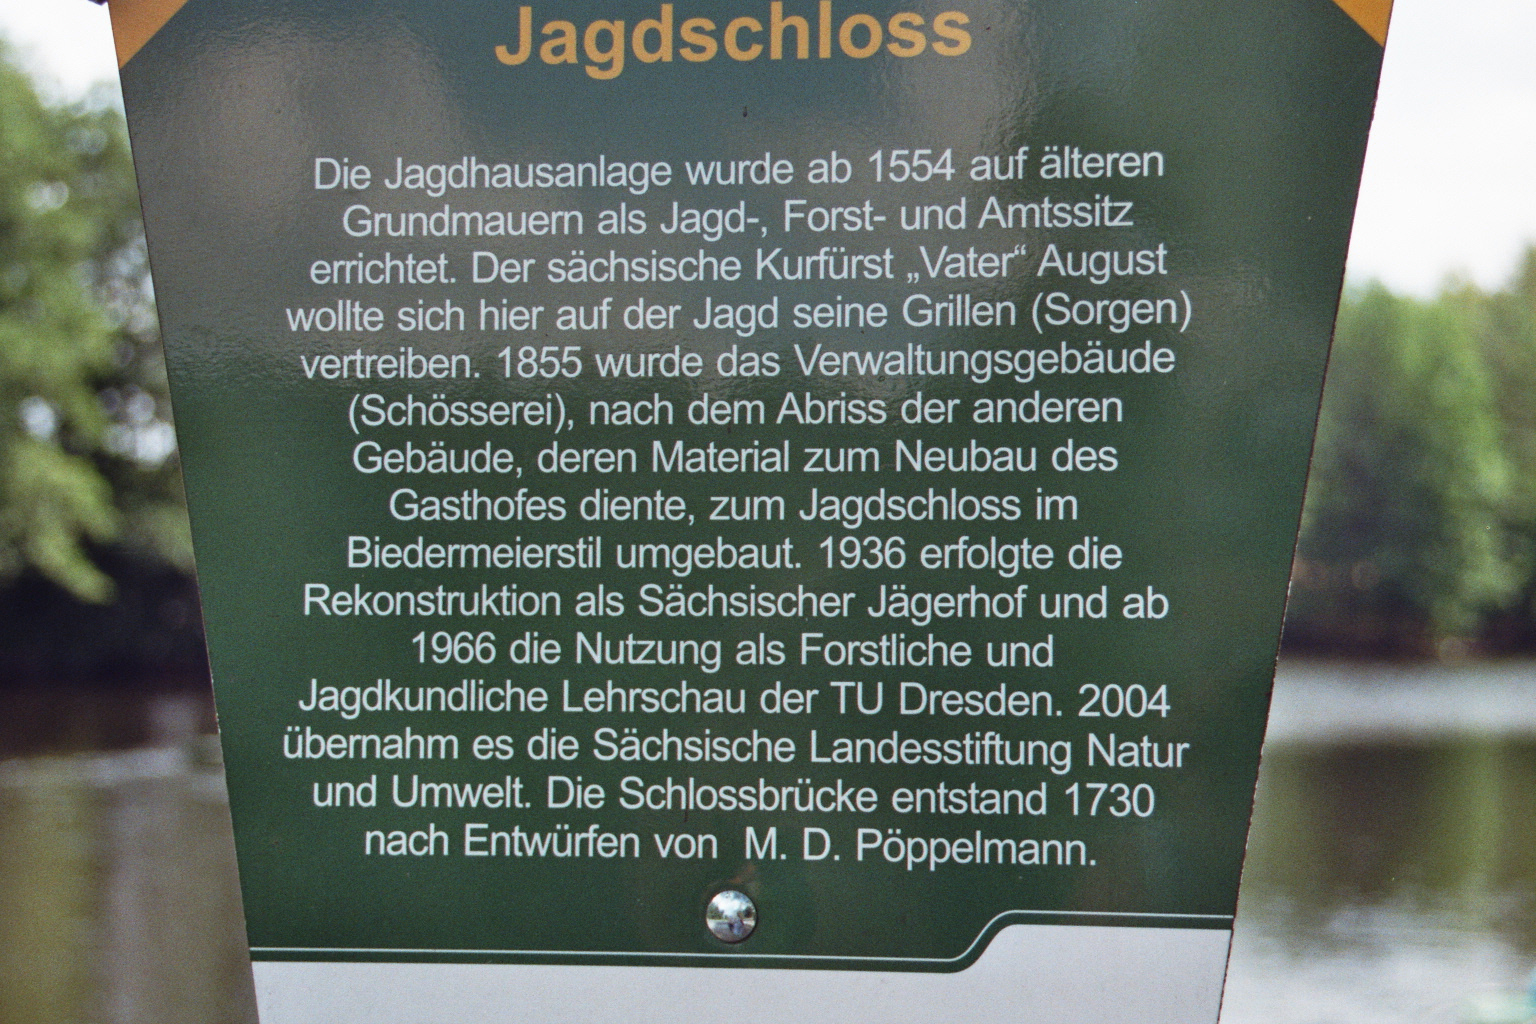 Jagdschloss
Die Jagdhausanlage wurde ab 1554 auf älteren
Grundmauern als Jagd-, Forst- und Amtssitz
errichtet. Der sächsische Kurfürst „Vater“ August
wollte sich hier auf der Jagd seine Grillen (Sorgen)
vertreiben. 1855 wurde das Verwaltungsgebäude
(Schösserei), nach dem Abriss der anderen
Gebäude, deren Material zum Neubau des
Gasthofes diente, zum Jagdschloss im
Biedermeierstil umgebaut. 1936 erfolgte die
Rekonstruktion als Sächsischer Jägerhof und ab
1966 die Nutzung als Forstliche und
Jagdkundliche Lehrschau der TU Dresden. 2004
übernahm es die Sächsische Landesstiftung Natur
und Umwelt. Die Schlossbrücke entstand 1730
nach Entwürfen von M. D. Pöppelmann.